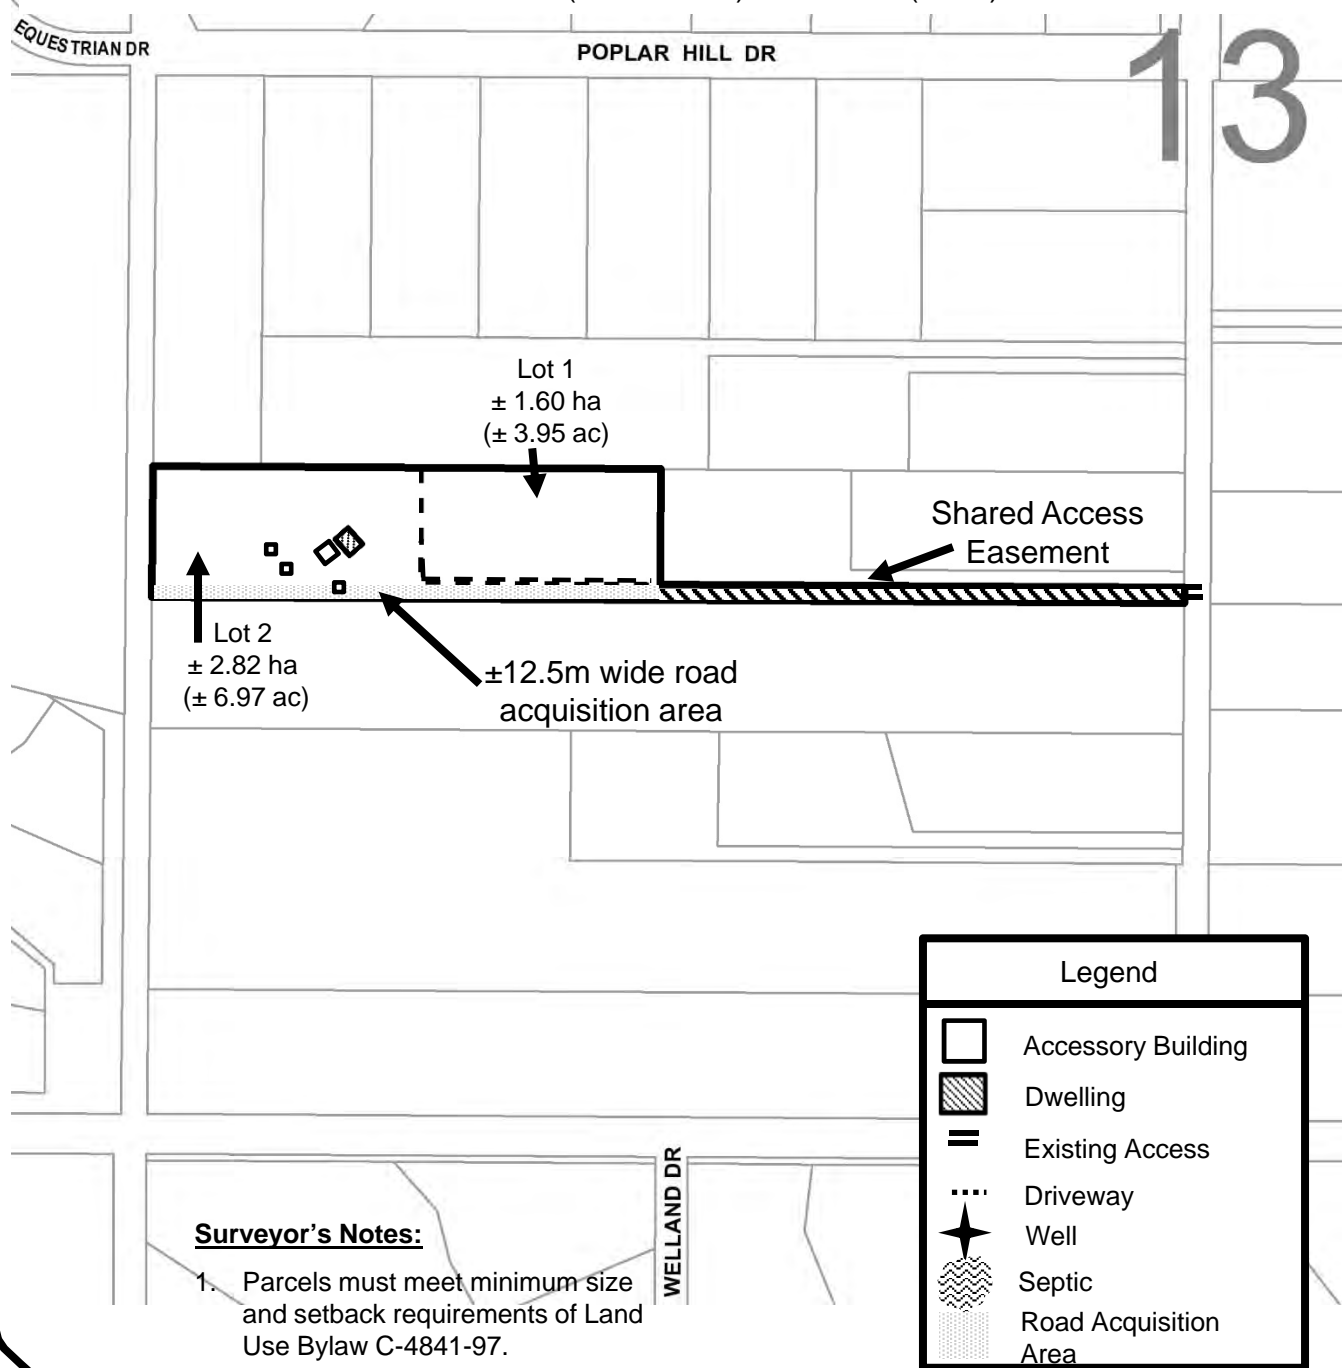 EQUESTRIAN DR
POPLAR HILL DR
13
Lot 1
± 1.60 ha
(± 3.95 ac)
Shared Access
Easement
Lot 2
± 2.82 ha
(± 6.97 ac)
±12.5m wide road
acquisition area
WELLAND DR
Surveyor's Notes:
1. Parcels must meet minimum size
and setback requirements of Land
Use Bylaw C-4841-97.
Legend
Accessory Building
Dwelling
Existing Access
Driveway
Well
Septic
Road Acquisition
Area